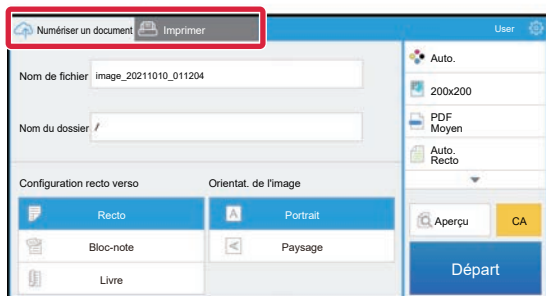 Numériser un document
Imprimer
User
Nom de fichier
image_20211010_011204
Nom du dossier
/
Configuration recto verso
Orientat. de l'image
Recto
Bloc-note
Livre
A
Portrait
A
Paysage
Auto.
200x200
PDF
Moyen
Auto.
Recto
Aperçu
CA
Départ